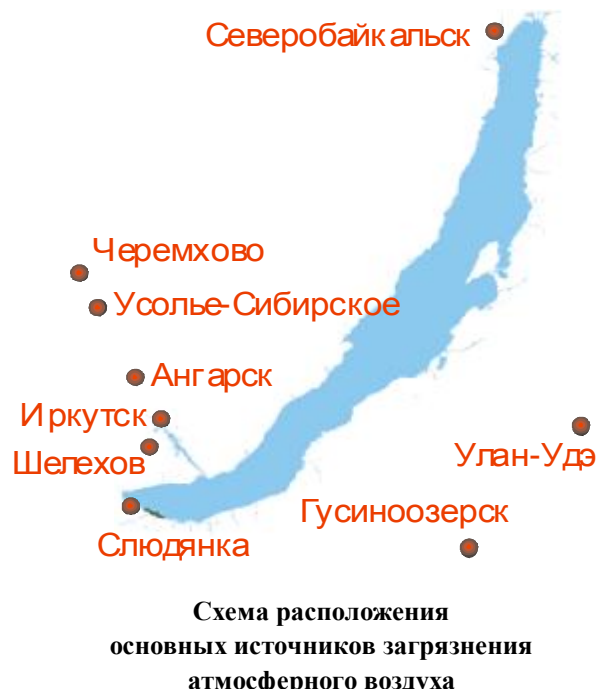 Северобайкальск
Черемхово
Усолье-Сибирское
Ангарск
Иркутск
Шелехов
Улан-Удэ
Гусиноозерск
Слюдянка
Схема расположения
основных источников загрязнения
атмосферного воздуха